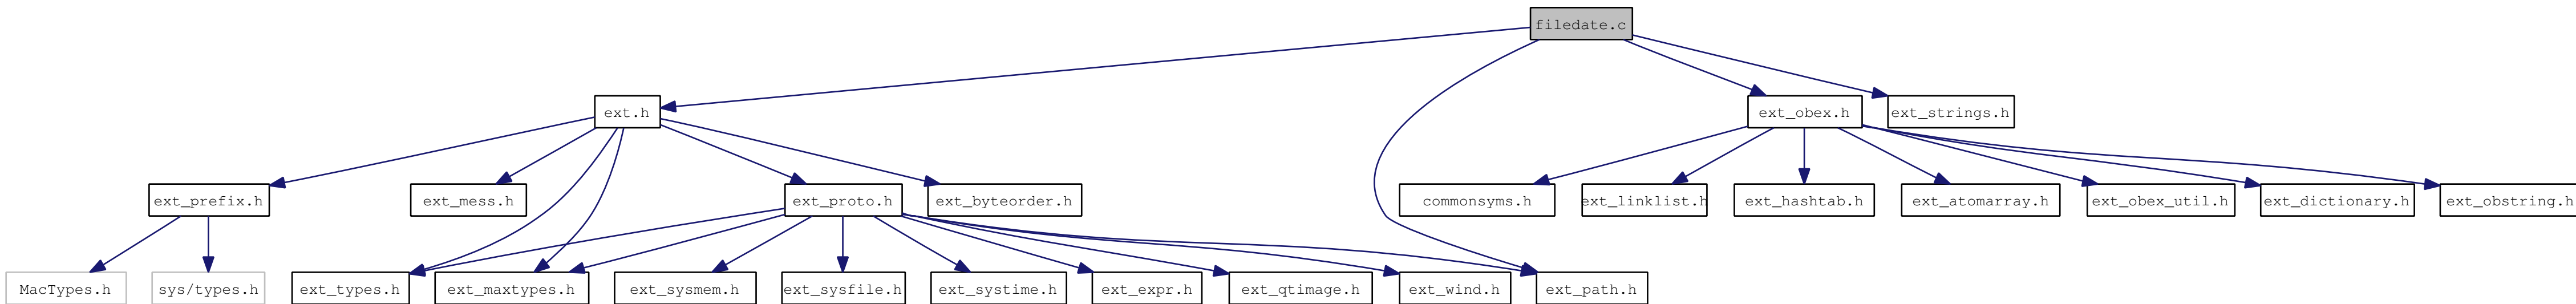 filedate.c
ext.h
ext_obex.h
ext_strings.h
ext_prefix.h
ext_mess.h
ext_proto.h
ext_byteorder.h
commonsyms.h
ext_linklist.h
ext_hashtab.h
ext_atomarray.h
ext_obex_util.h
ext_dictionary.h
ext_obstring.h
MacTypes.h
sys/types.h
ext_types.h
ext_maxtypes.h
ext_sysmem.h
ext_sysfile.h
ext_systime.h
ext_expr.h
ext_qtimage.h
ext_wind.h
ext_path.h